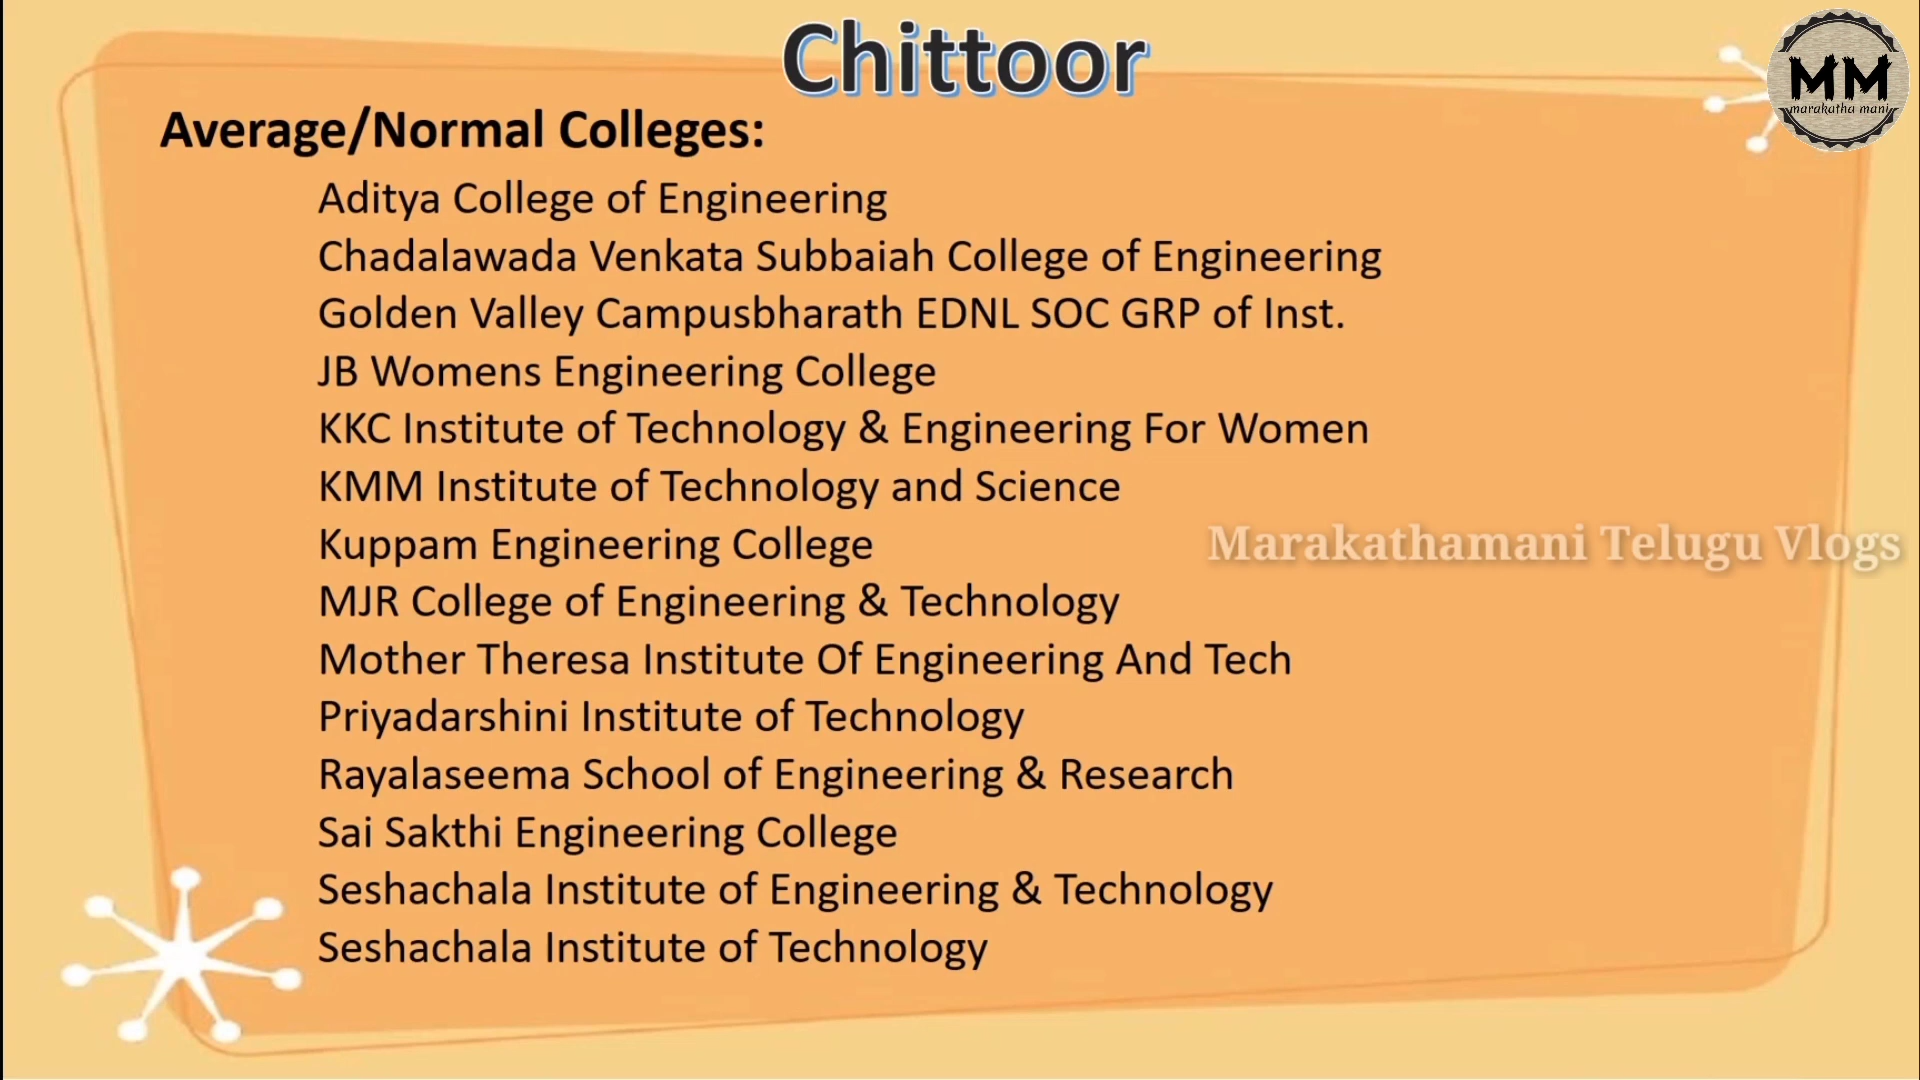 Chittoor
MM
marakatha mani
Average/Normal Colleges:
Aditya College of Engineering
Chadalawada Venkata Subbaiah College of Engineering
Golden Valley Campusbharath EDNL SOC GRP of Inst.
JB Womens Engineering College
KKC Institute of Technology & Engineering For Women
KMM Institute of Technology and Science
Kuppam Engineering College
Marakathamani Telugu Vlogs
MJR College of Engineering & Technology
Mother Theresa Institute Of Engineering And Tech
Priyadarshini Institute of Technology
Rayalaseema School of Engineering & Research
Sai Sakthi Engineering College
Seshachala Institute of Engineering & Technology
Seshachala Institute of Technology